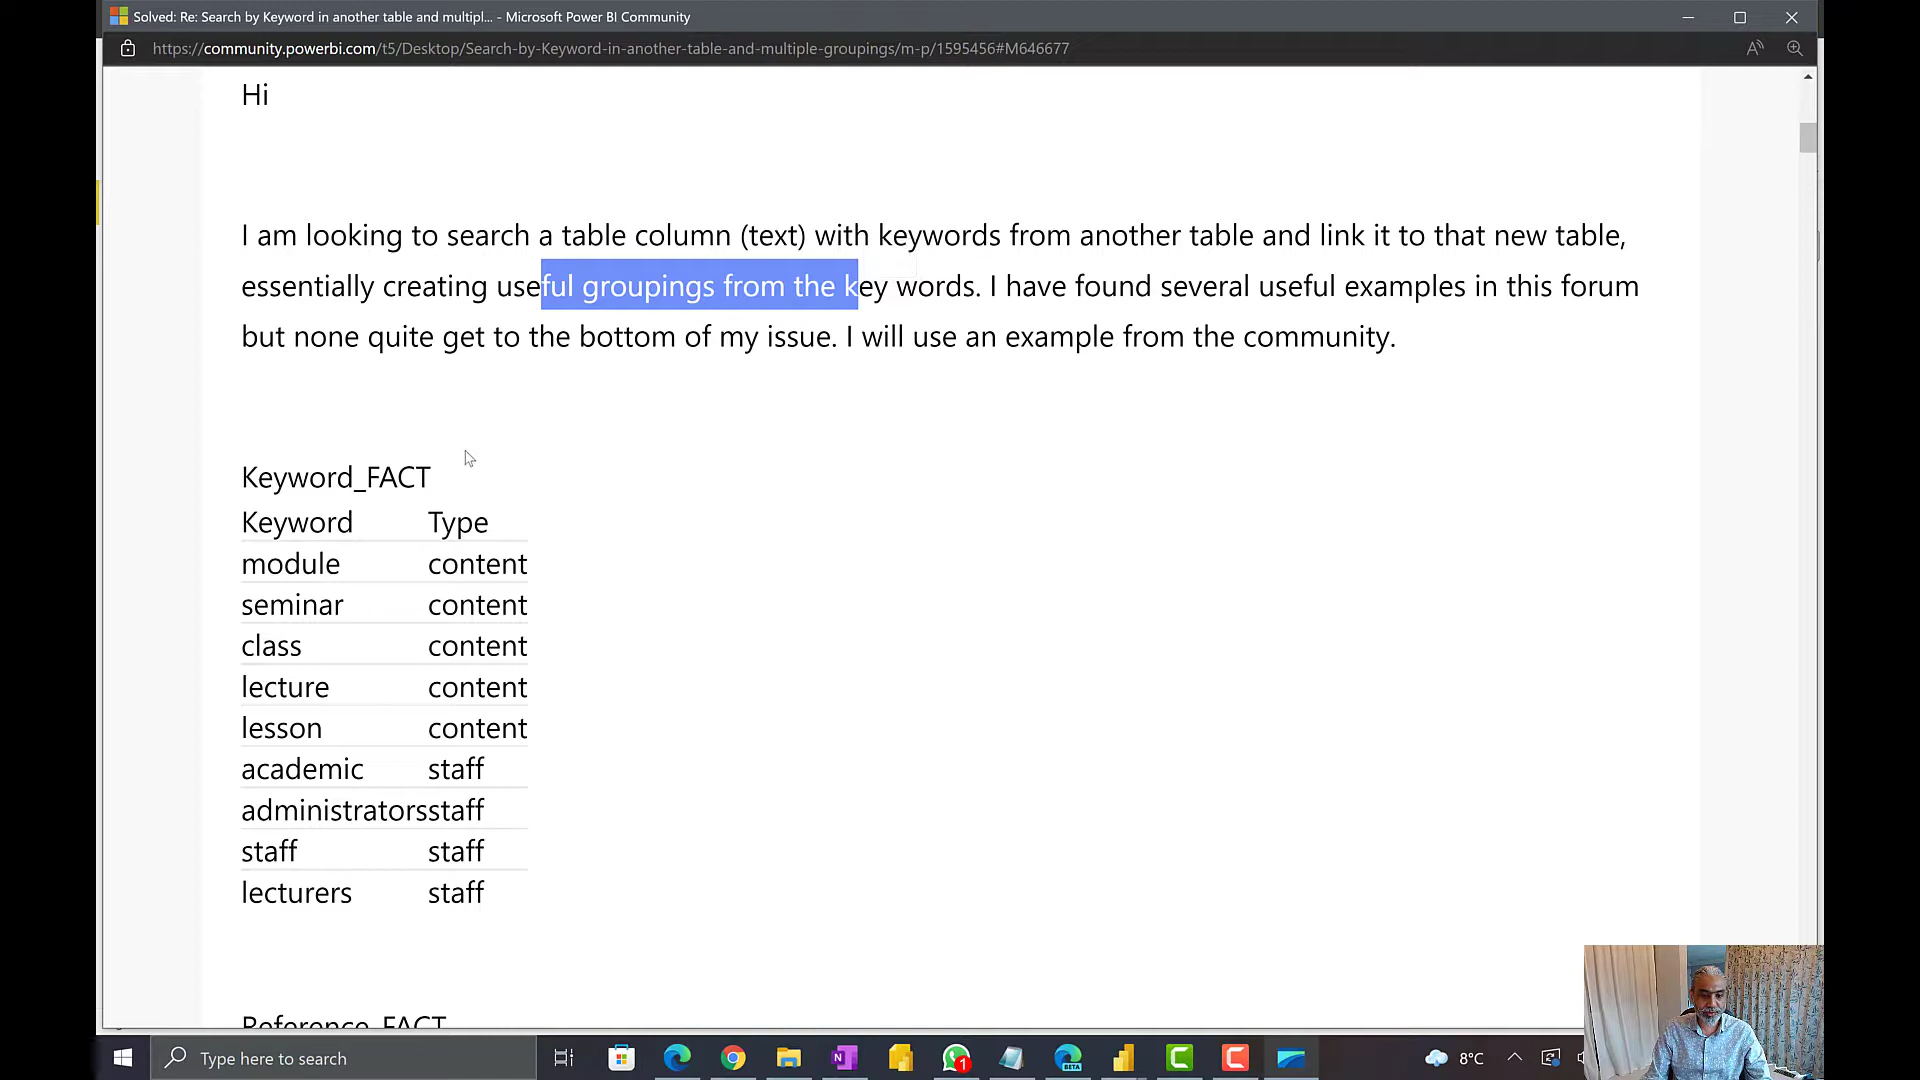 Solved: Re: Search by Keyword in another table and multipl... - Microsoft Power BI Community
https://community.powerbi.com/t5/Desktop/Search-by-Keyword-in-another-table-and-multiple-groupings/m-p/1595456#M646677
Hi
I am looking to search a table column (text) with keywords from another table and link it to that new table,
essentially creating useful groupings from the key words. I have found several useful examples in this forum
but none quite get to the bottom of my issue. I will use an example from the community.
Keyword_FACT
Keyword Type
module content
seminar content
class content
lecture content
lesson content
academic staff
administrators staff
staff staff
lecturers staff
Reference_FACT
Type here to search
BETA
1
8°C